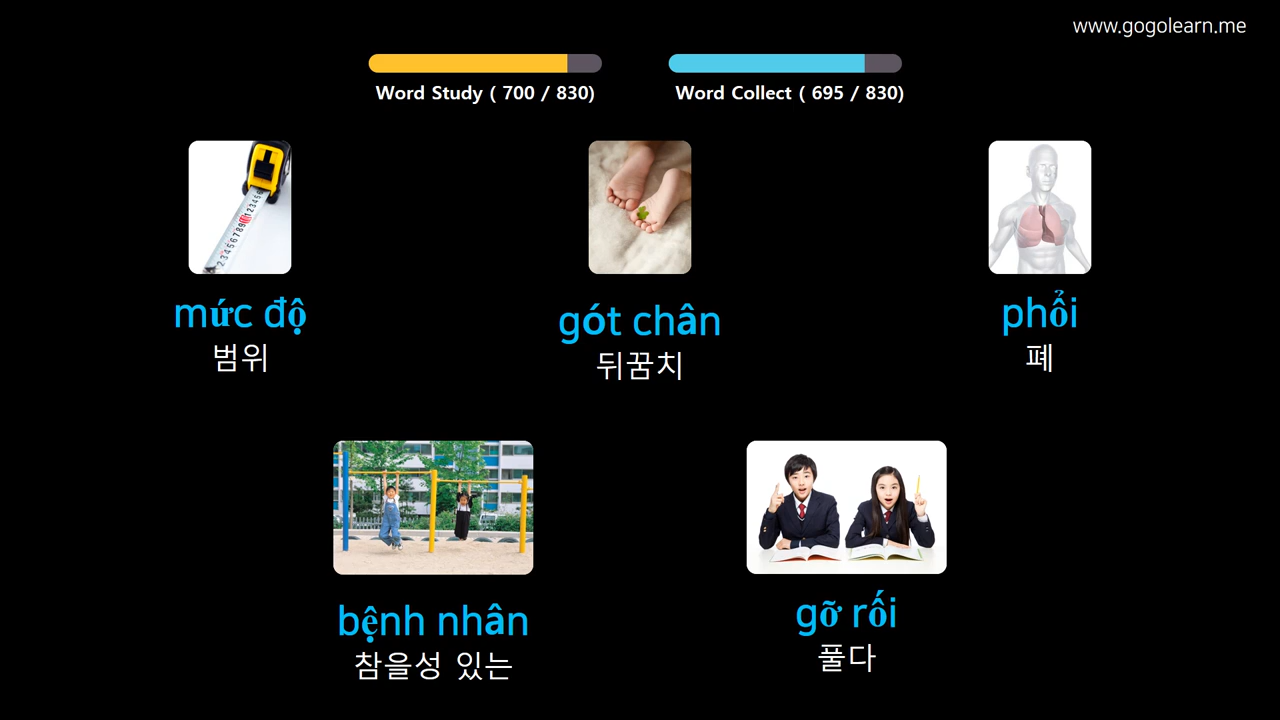 www.gogolearn.me
Word Study ( 700 / 830)
Word Collect ( 695 / 830)
mức độ
범위
gót chân
뒤꿈치
phổi
폐
bệnh nhân
참을성 있는
gỡ rối
풀다